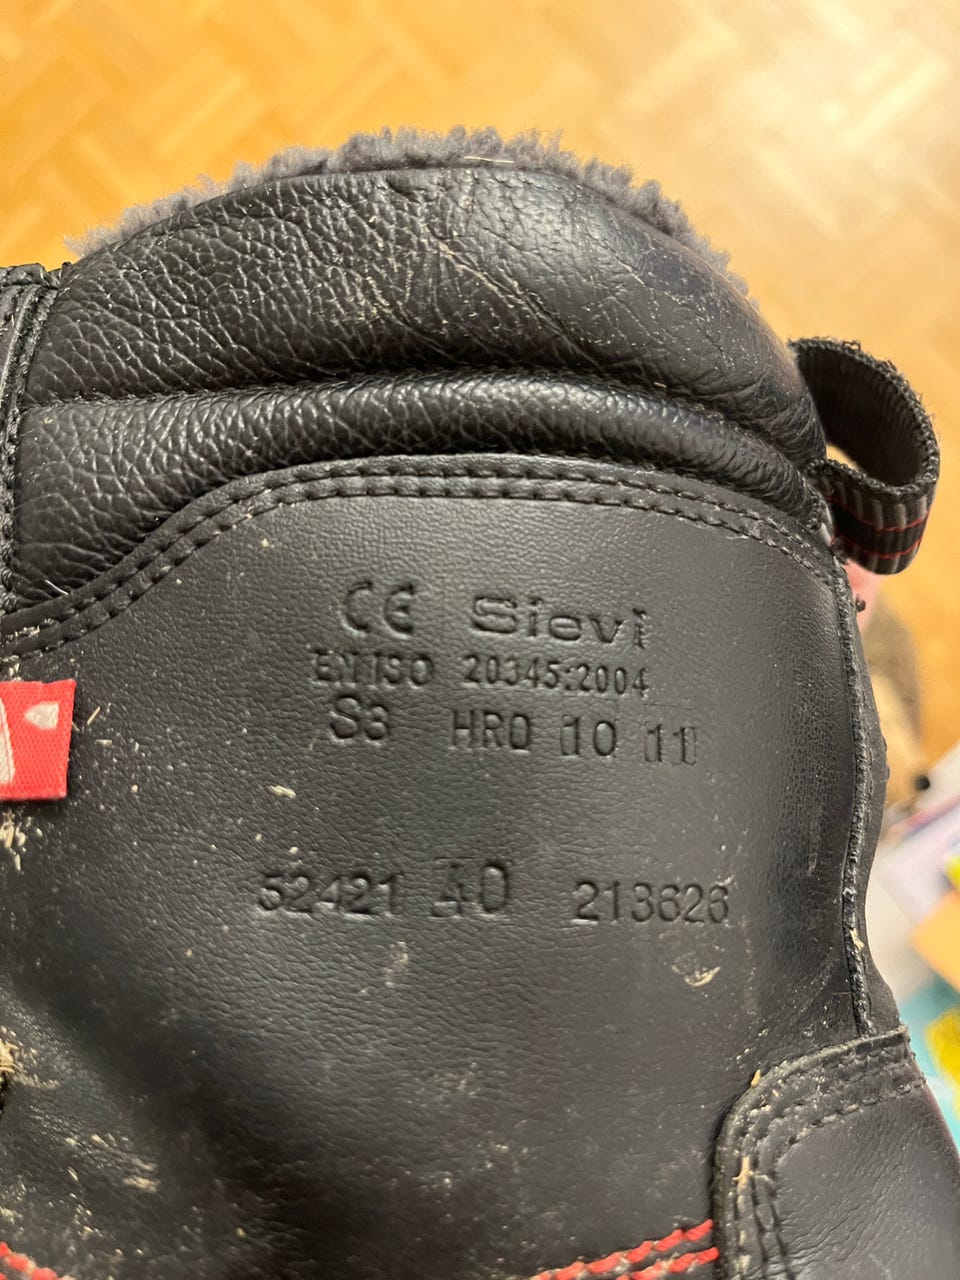 CE Sievi
EN ISO 20345:2004
S3 HRO 10 11
52421 40 213626